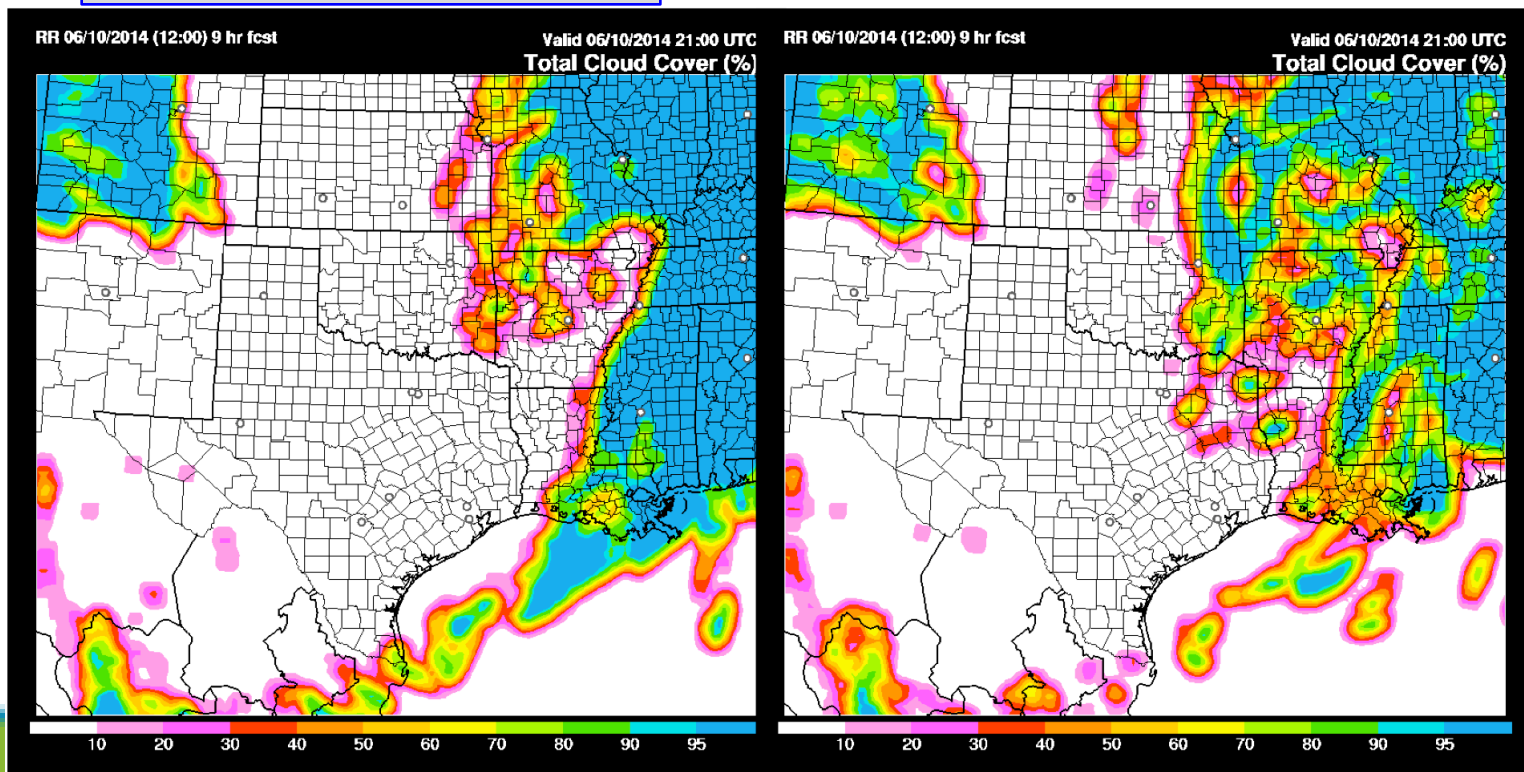 RR 06/10/2014 (12:00) 9 hr fcst
Valid 06/10/2014 21:00 UTC
Total Cloud Cover (%)
10 20 30 40 50 60 70 80 90 95
RR 06/10/2014 (12:00) 9 hr fcst
Valid 06/10/2014 21:00 UTC
Total Cloud Cover (%)
10 20 30 40 50 60 70 80 90 95